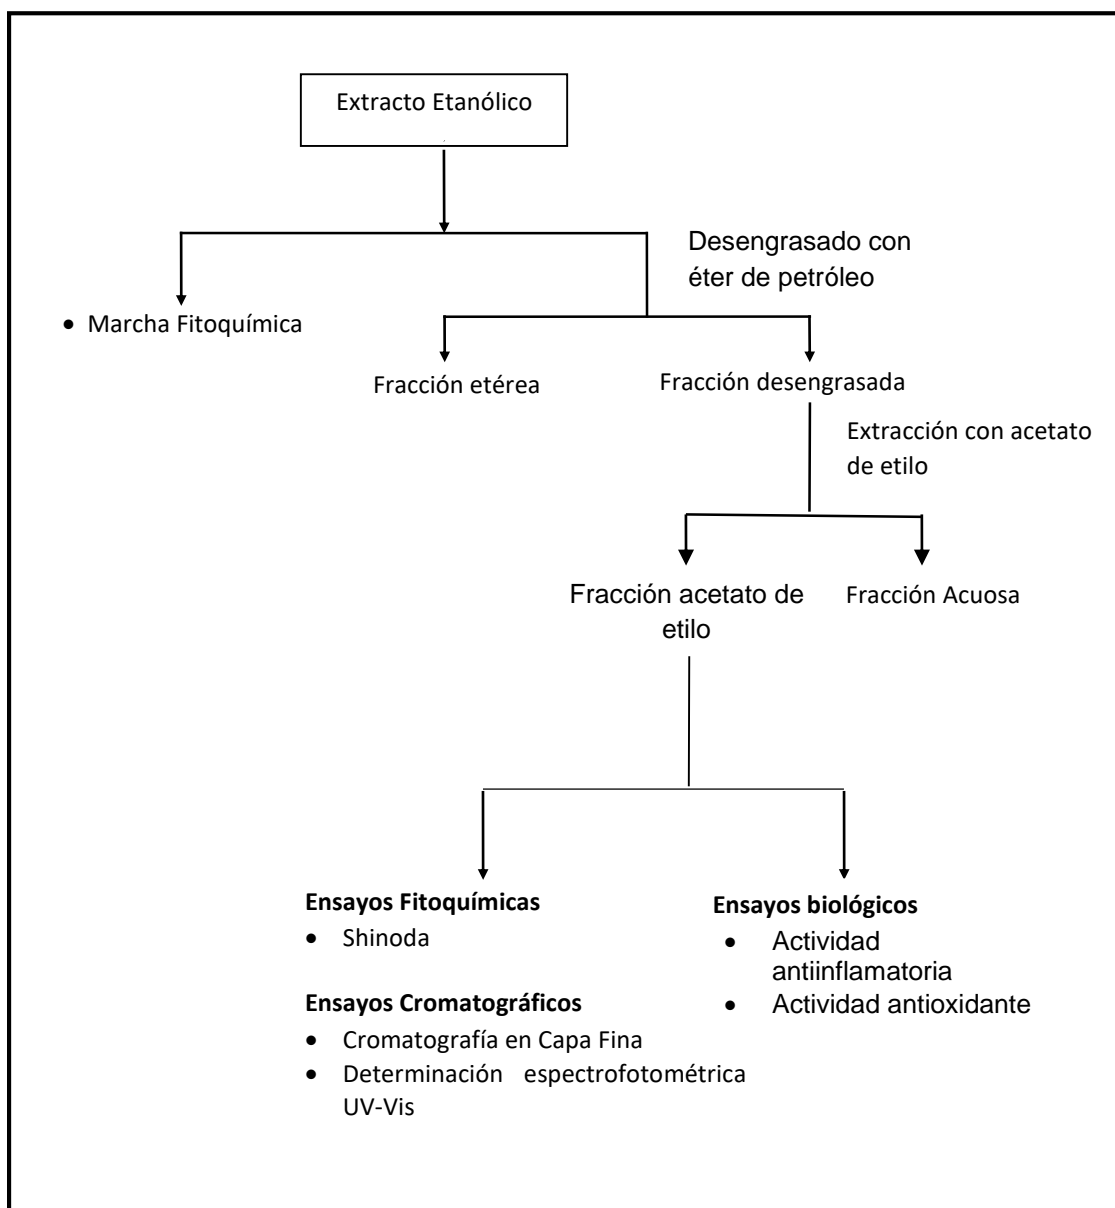 Extracto Etanólico
Desengrasado con
éter de petróleo
• Marcha Fitoquímica
Fracción etérea
Fracción desengrasada
Extracción con acetato
de etilo
Fracción acetato de
etilo
Fracción Acuosa
Ensayos Fitoquímicas
• Shinoda
Ensayos Cromatográficos
• Cromatografía en Capa Fina
• Determinación espectrofotométrica
UV-Vis
Ensayos biológicos
• Actividad
antiinflamatoria
• Actividad antioxidante